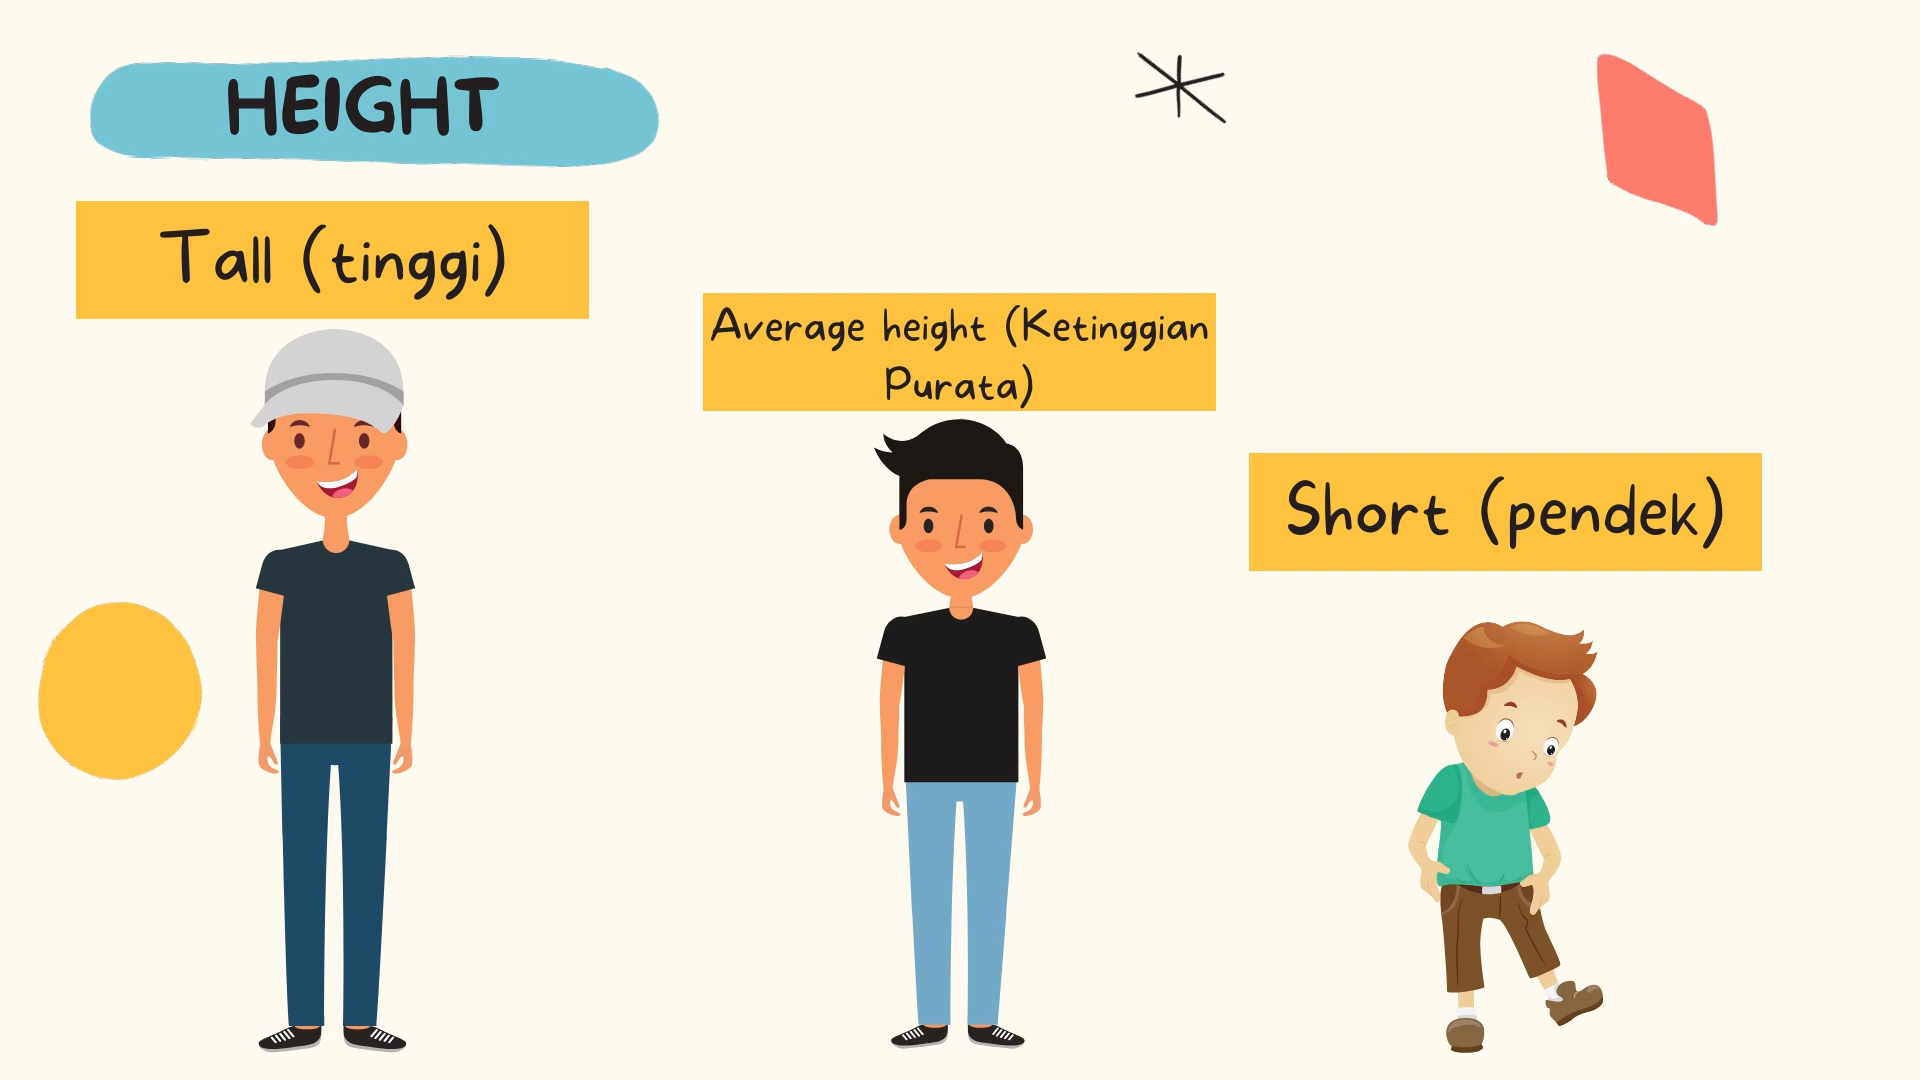 HEIGHT
Tall (tinggi)
Average height (Ketinggian
Purata)
Short (pendek)